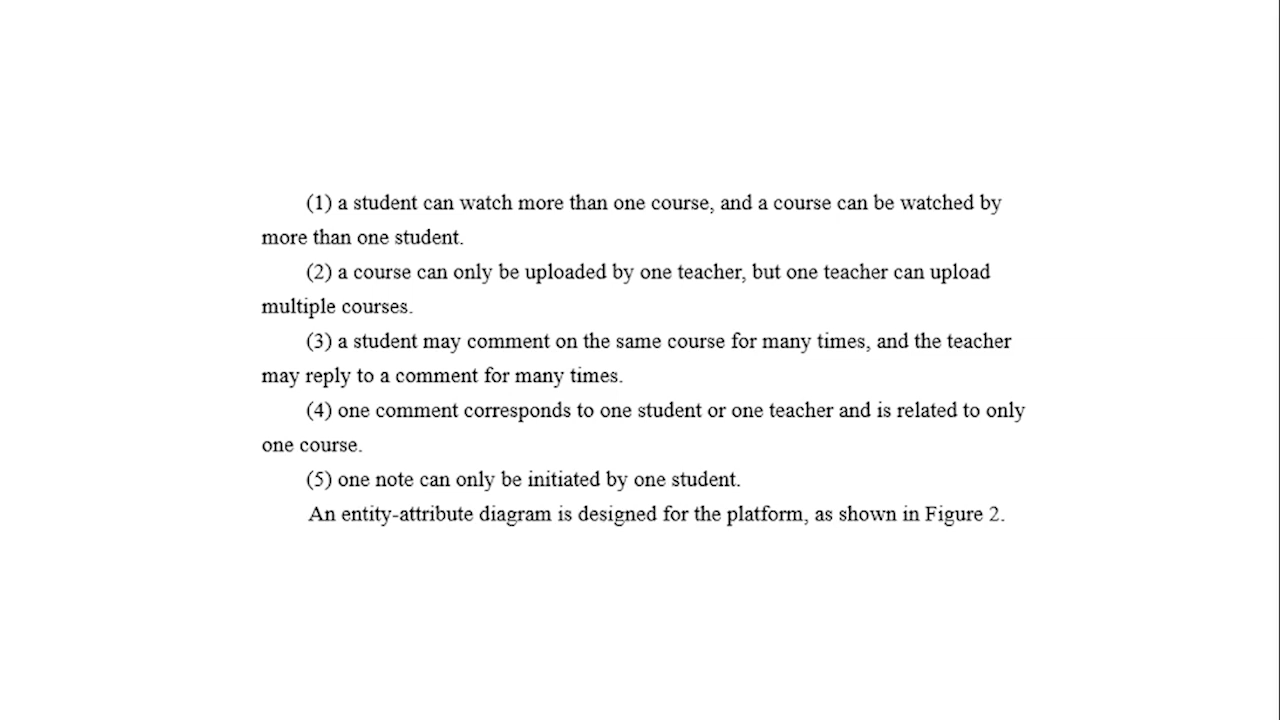 (1) a student can watch more than one course, and a course can be watched by
more than one student.
(2) a course can only be uploaded by one teacher, but one teacher can upload
multiple courses.
(3) a student may comment on the same course for many times, and the teacher
may reply to a comment for many times.
(4) one comment corresponds to one student or one teacher and is related to only
one course.
(5) one note can only be initiated by one student.
An entity-attribute diagram is designed for the platform, as shown in Figure 2.